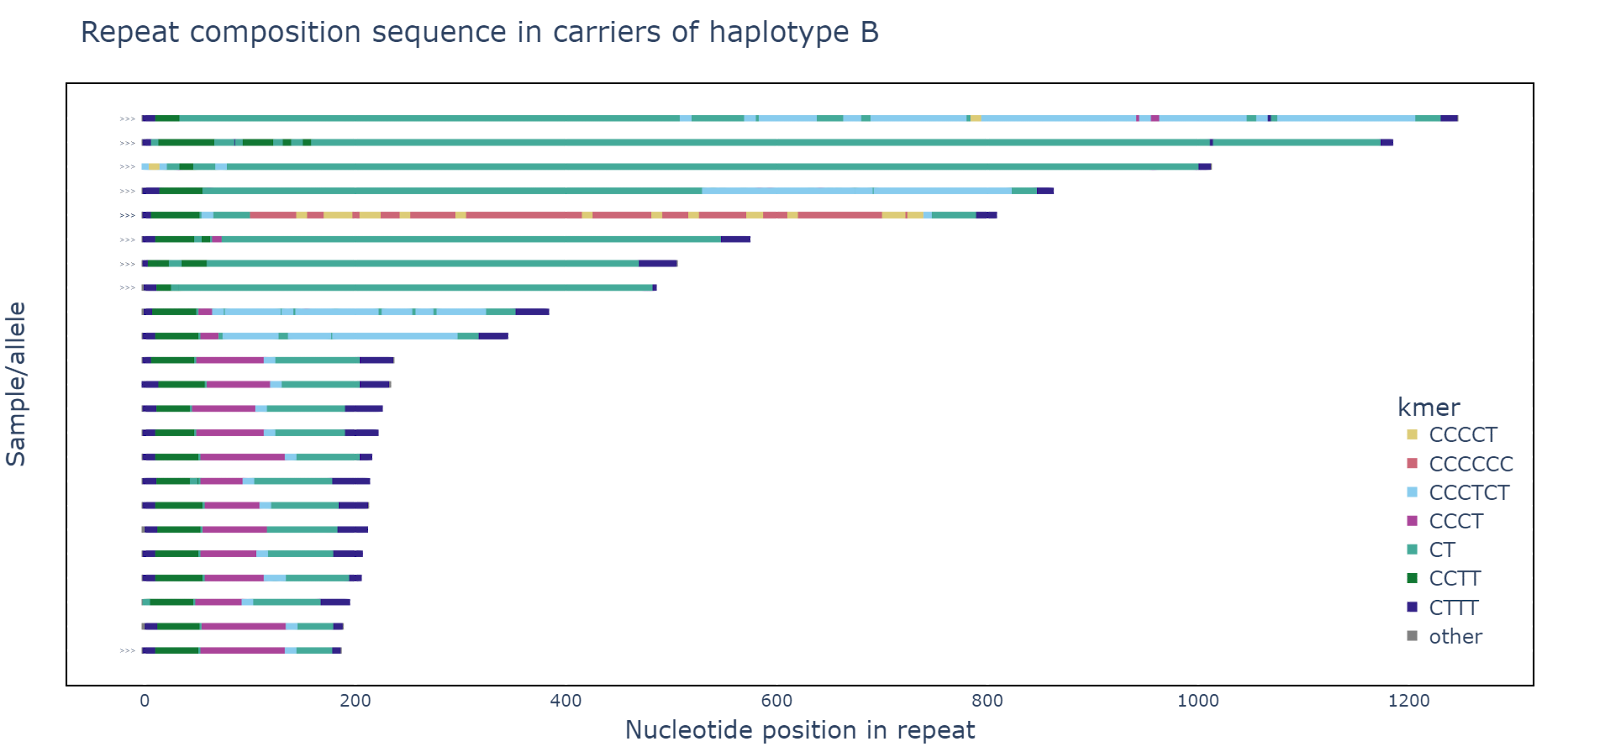 Repeat composition sequence in carriers of haplotype B
>>>
>>>
>>>
>>>
>>>
>>>
>>>
>>>
>>>
Sample/allele
kmer
CCCCT
CCCCCC
CCCTCT
CCCT
CT
CCTT
CTTT
other
0 200 400 600 800 1000 1200
Nucleotide position in repeat